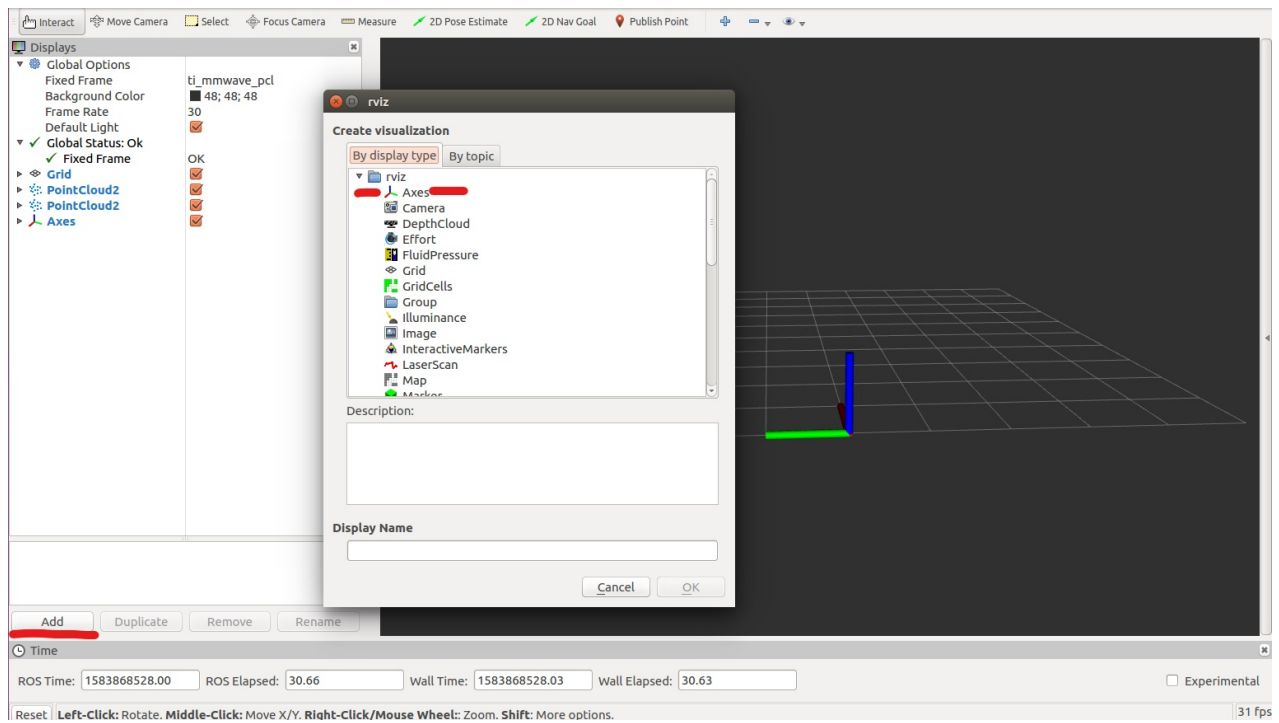 Interact Move Camera Select Focus Camera Measure 2D Pose Estimate 2D Nav Goal Publish Point
Displays
Global Options
Fixed Frame ti_mmwave_pcl
Background Color 48; 48; 48
Frame Rate 30
Default Light
Global Status: Ok
Fixed Frame OK
Grid
PointCloud2
PointCloud2
Axes
Add Duplicate Remove Rename
rviz
Create visualization
By display type By topic
rviz
Axes
Camera
DepthCloud
Effort
FluidPressure
Grid
GridCells
Group
Illuminance
Image
InteractiveMarkers
LaserScan
Map
Marker
Description:
Display Name
Cancel OK
Time
ROS Time: 1583868528.00 ROS Elapsed: 30.66 Wall Time: 1583868528.03 Wall Elapsed: 30.63 Experimental
Reset Left-Click: Rotate. Middle-Click: Move X/Y. Right-Click/Mouse Wheel:: Zoom. Shift: More options. 31 fps